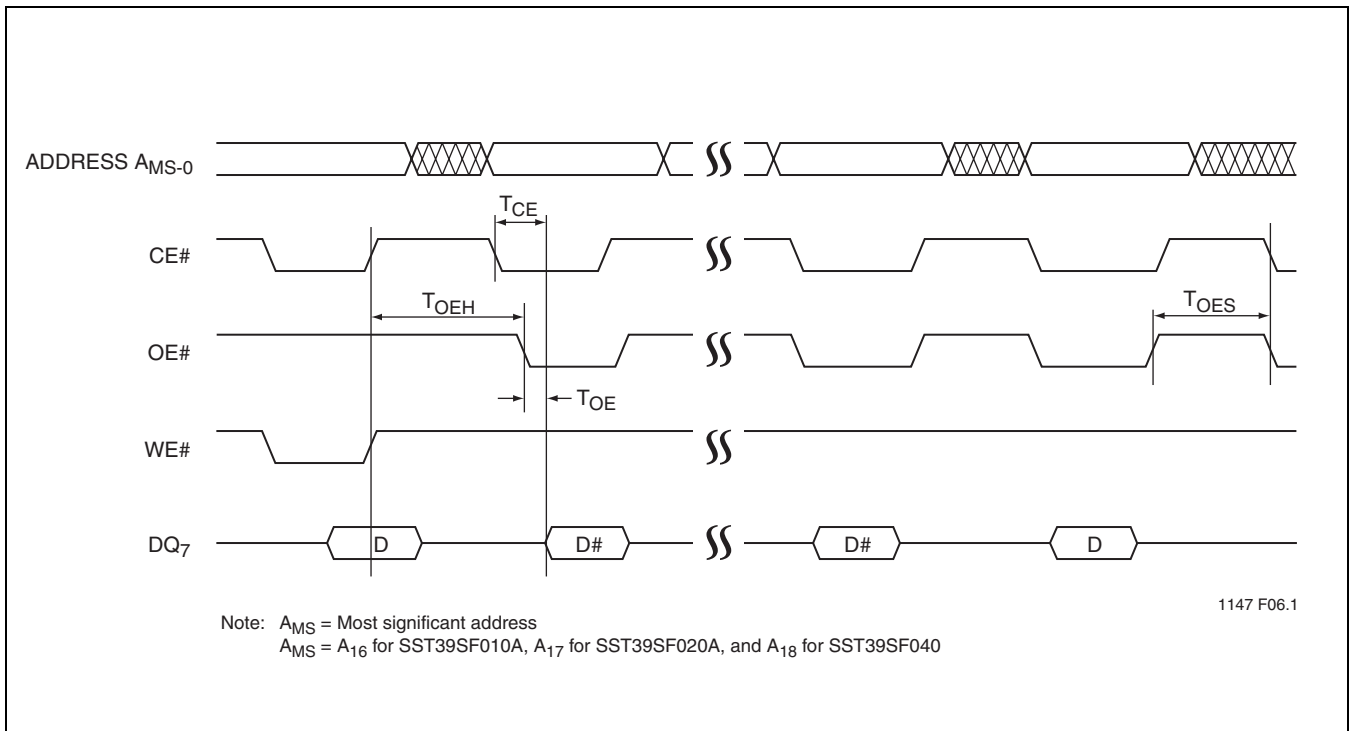 ADDRESS AMS-0
TCE
CE#
TOEH
TOES
OE#
TOE
WE#
DQ7
D
D#
D#
D
1147 F06.1
Note: AMS = Most significant address
AMS = A16 for SST39SF010A, A17 for SST39SF020A, and A18 for SST39SF040